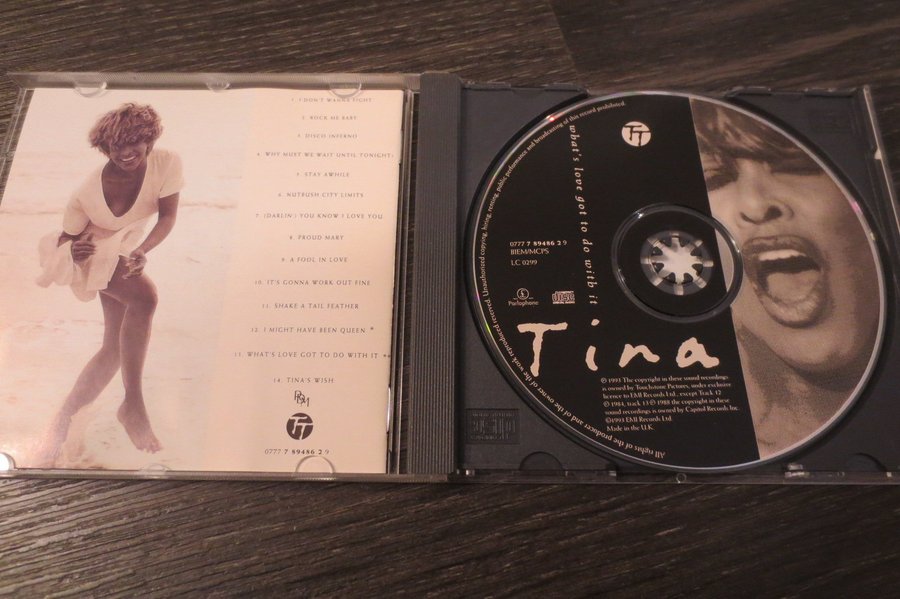 1. I DON'T WANNA FIGHT
2. ROCK ME BABY
3. DISCO INFERNO
4. WHY MUST WE WAIT UNTIL TONIGHT
5. STAY AWHILE
6. NUTBUSH CITY LIMITS
7. (DARLIN') YOU KNOW I LOVE YOU
8. PROUD MARY
9. A FOOL IN LOVE
10. IT'S GONNA WORK OUT FINE
11. SHAKE A TAIL FEATHER
12. I MIGHT HAVE BEEN QUEEN *
13. WHAT'S LOVE GOT TO DO WITH IT **
14. TINA'S WISH
TT
0777 7 89486 2 9
All rights of the producer and of the owner of the work reproduced reserved. Unauthorized copying, hiring, renting, public performance and broadcasting of this record prohibited.
TT
what's love got to do with it
0777 7 89486 2 9
BIEM/MCPS
LC 0299
Parlophone
COMPACT disc DIGITAL AUDIO
Tina
℗ 1993 The copyright in these sound recordings
is owned by Touchstone Pictures, under exclusive
licence to EMI Records Ltd., except Track 12
℗ 1984, track 13 ℗ 1988 the copyright in these
sound recordings is owned by Capitol Records Inc.
©1993 EMI Records Ltd.
Made in the U.K.